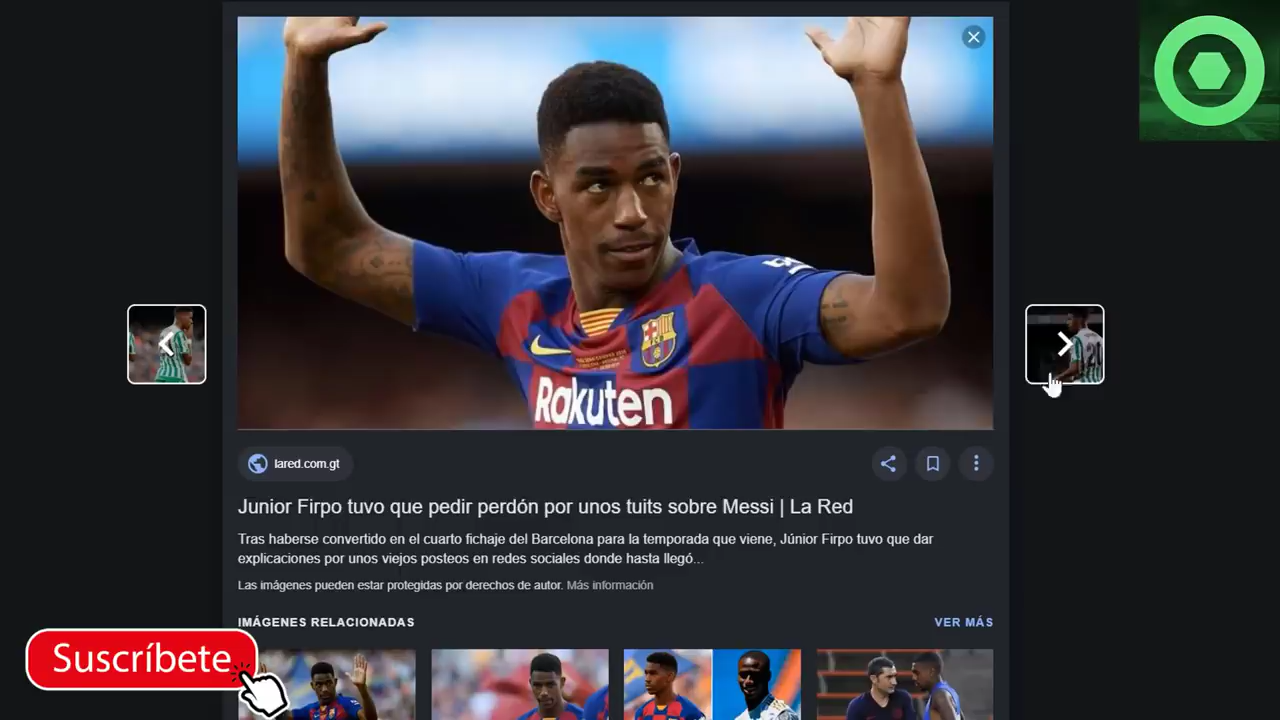 Rakuten
20
lared.com.gt
Junior Firpo tuvo que pedir perdón por unos tuits sobre Messi | La Red
Tras haberse convertido en el cuarto fichaje del Barcelona para la temporada que viene, Júnior Firpo tuvo que dar
explicaciones por unos viejos posteos en redes sociales donde hasta llegó...
Las imágenes pueden estar protegidas por derechos de autor. Más información
IMÁGENES RELACIONADAS
VER MÁS
Suscríbete